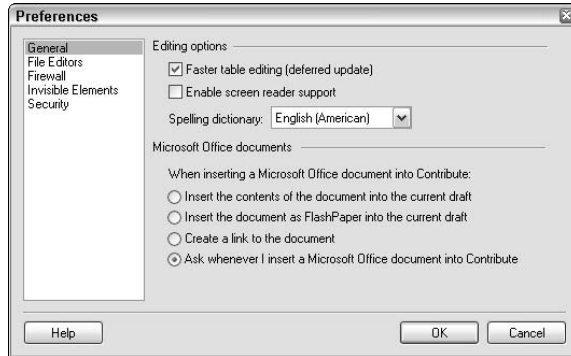 Preferences
General
File Editors
Firewall
Invisible Elements
Security
Editing options
Faster table editing (deferred update)
Enable screen reader support
Spelling dictionary: English (American)
Microsoft Office documents
When inserting a Microsoft Office document into Contribute:
Insert the contents of the document into the current draft
Insert the document as FlashPaper into the current draft
Create a link to the document
Ask whenever I insert a Microsoft Office document into Contribute
Help OK Cancel